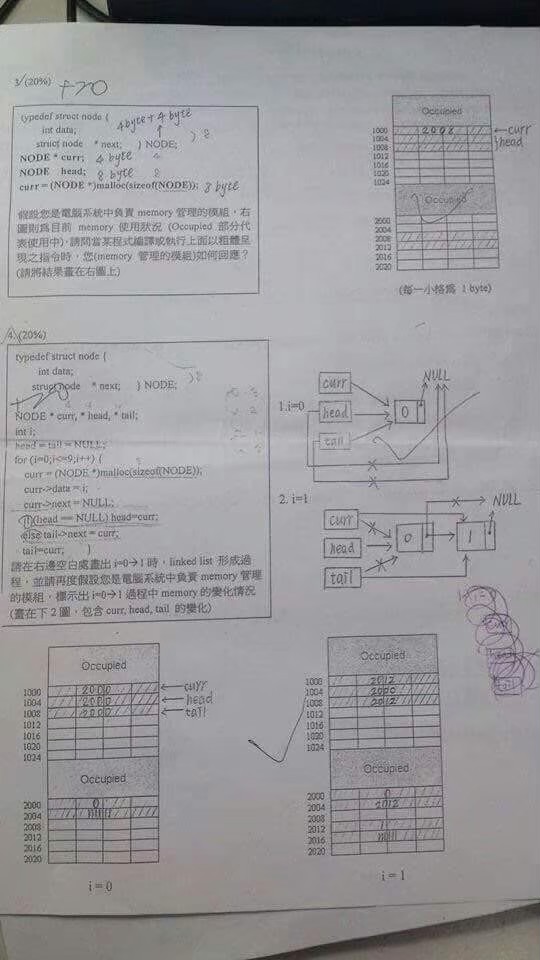 3. (20%)
+20
typedef struct node {
int data;
4 byte + 4 byte
struct node * next; } NODE;
) 8
NODE * curr; 4 byte
NODE head; 8 byte
curr = (NODE *)malloc(sizeof(NODE)); 8 byte
假設您是電腦系統中負責 memory 管理的模組，右
圖則為目前 memory 使用狀況 (Occupied 部分代
表使用中)，請問當某程式編譯或執行上面以粗體呈
現之指令時，您(memory 管理的模組)如何回應？
(請將結果畫在右圖上)
Occupied
1000 2008 curr
1004 head
1008
1012
1016
1020
1024
Occupied
2000
2004
2008
2012
2016
2020
(每一小格為 1 byte)
4. (20%)
+20
typedef struct node {
int data;
struct node * next; } NODE;
)8
NODE * curr, * head, * tail;
int i;
head = tail = NULL;
for (i=0;i<=9;i++) {
curr = (NODE *)malloc(sizeof(NODE));
curr->data = i;
curr->next = NULL;
if (head == NULL) head=curr;
else tail->next = curr;
tail=curr; }
請在右邊空白處畫出 i=0→1 時，linked list 形成過
程，並請再度假設您是電腦系統中負責 memory 管理
的模組，標示出 i=0→1 過程中 memory 的變化情況
(畫在下 2 圖，包含 curr, head, tail 的變化)
1. i=0
curr
head
tail
0
NULL
2. i=1
curr
head
tail
0
1
NULL
Occupied
1000 2000 curr
1004 2000 head
1008 2000 tail
1012
1016
1020
1024
Occupied
2000 0
2004 null
2008
2012
2016
2020
i = 0
Occupied
1000 2012
1004 2000
1008 2012
1012
1016
1020
1024
Occupied
2000 0
2004 2012
2008
2012 1
2016 null
2020
i = 1